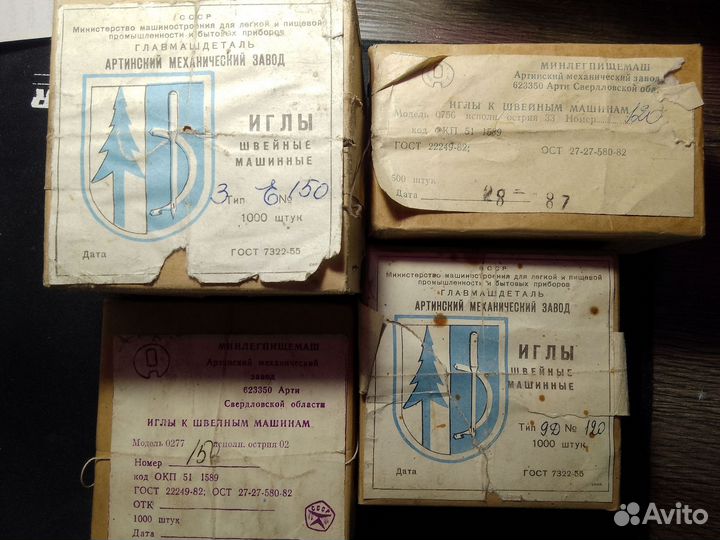 СССР
Министерство машиностроения для легкой и пищевой
промышленности и бытовых приборов
ГЛАВМАШДЕТАЛЬ
АРТИНСКИЙ МЕХАНИЧЕСКИЙ ЗАВОД
ИГЛЫ
ШВЕЙНЫЕ
МАШИННЫЕ
3 Тип Е № 150
1000 штук
Дата ГОСТ 7322-55
МИНЛЕГПИЩЕМАШ
Артинский механический завод
623350 Арти Свердловской обл.
ИГЛЫ К ШВЕЙНЫМ МАШИНАМ
Модель 0756 исполн. острия 33 Номер 120
код ОКП 51 1589
ГОСТ 22249-82; ОСТ 27-27-580-82
500 штук
Дата 28 - 87
МИНЛЕГПИЩЕМАШ
Артинский механический
завод
623350 Арти
Свердловской области
ИГЛЫ К ШВЕЙНЫМ МАШИНАМ
Модель 0277 исполн. острия 02
Номер 150
код ОКП 51 1589
ГОСТ 22249-82; ОСТ 27-27-580-82
ОТК
1000 штук
Дата
СССР
СССР
Министерство машиностроения для легкой и пищевой
промышленности и бытовых приборов
ГЛАВМАШДЕТАЛЬ
АРТИНСКИЙ МЕХАНИЧЕСКИЙ ЗАВОД
ИГЛЫ
ШВЕЙНЫЕ
МАШИННЫЕ
Тип 9Д № 120
1000 штук
Дата ГОСТ 7322-55
Avito